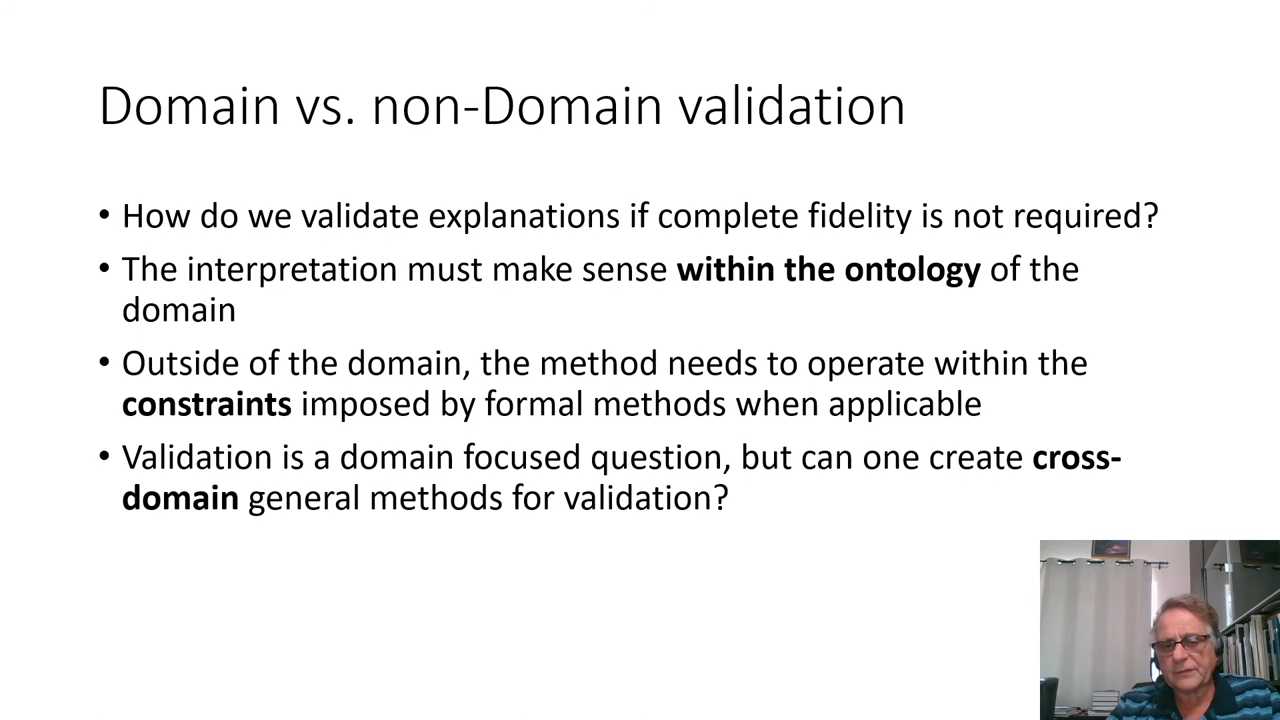 Domain vs. non-Domain validation
• How do we validate explanations if complete fidelity is not required?
• The interpretation must make sense within the ontology of the
domain
• Outside of the domain, the method needs to operate within the
constraints imposed by formal methods when applicable
• Validation is a domain focused question, but can one create cross-
domain general methods for validation?